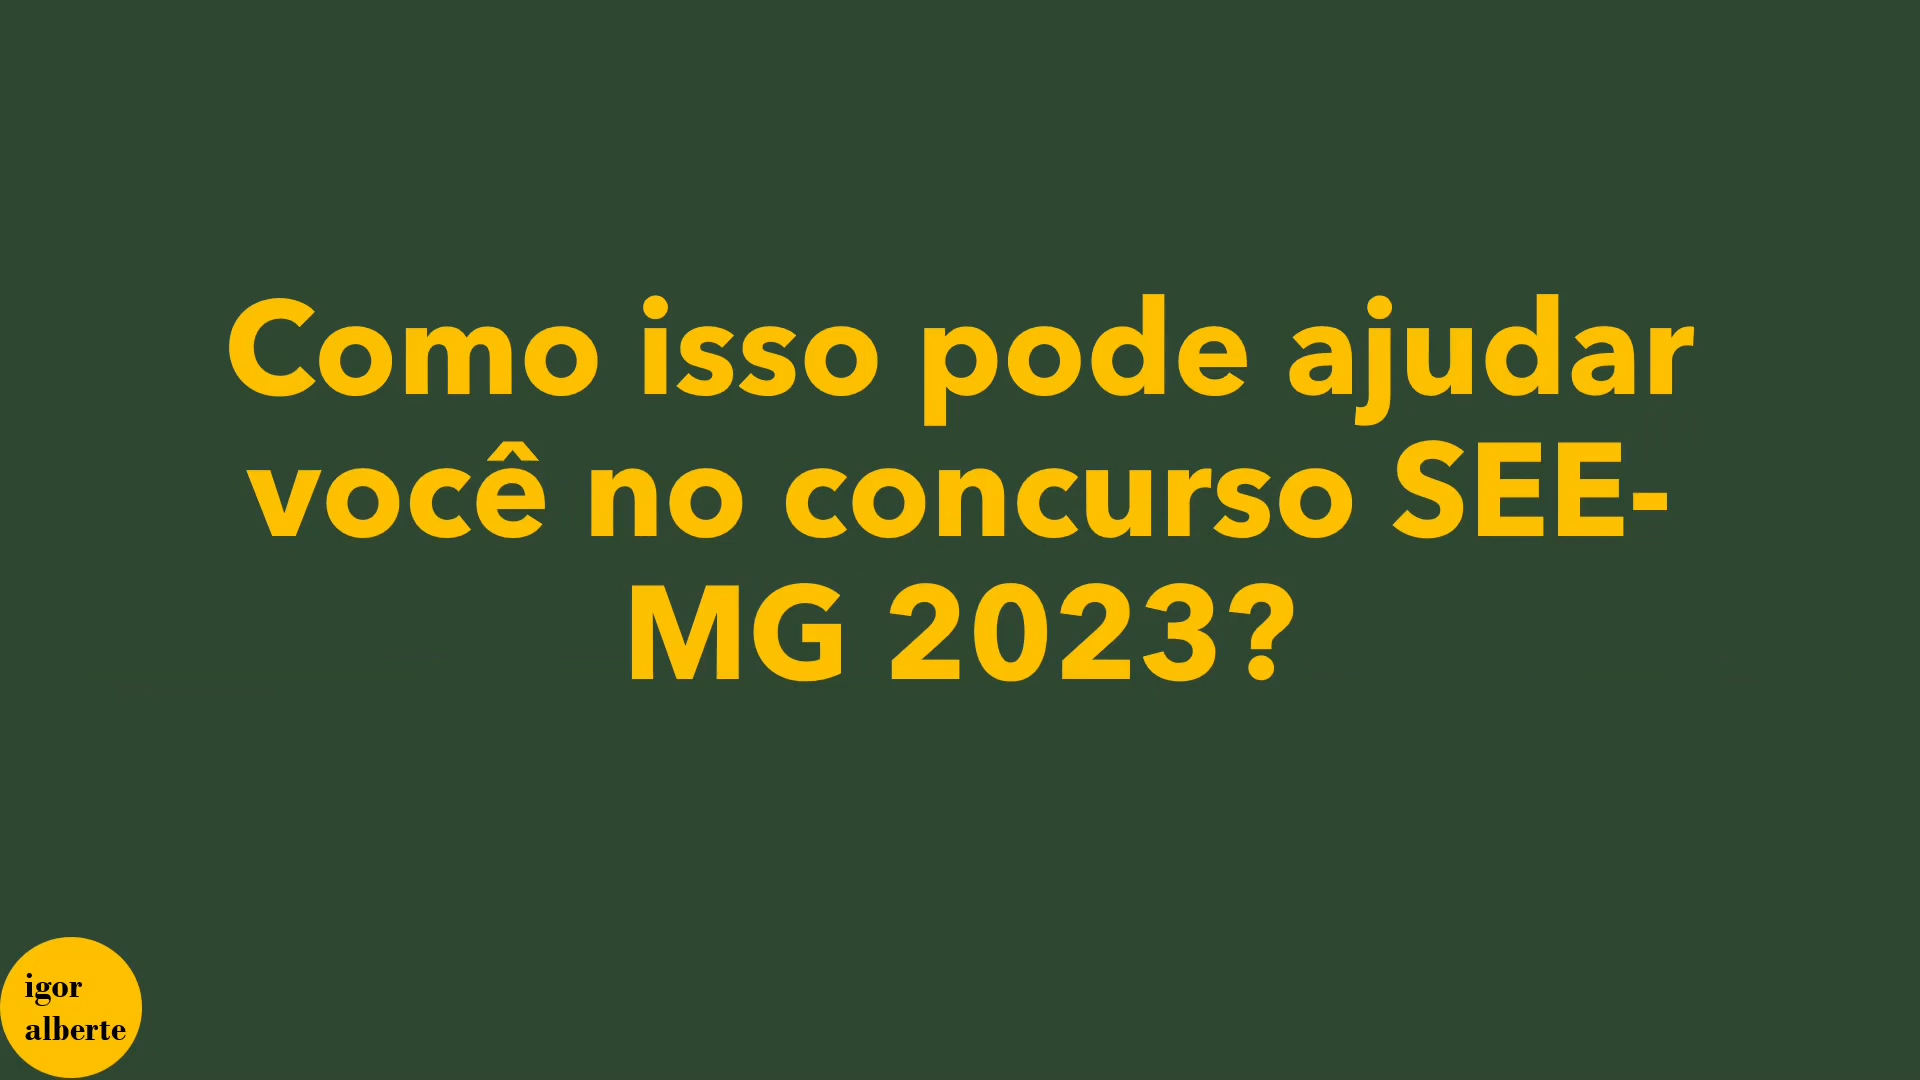 Como isso pode ajudar
você no concurso SEE-
MG 2023?
igor
alberte